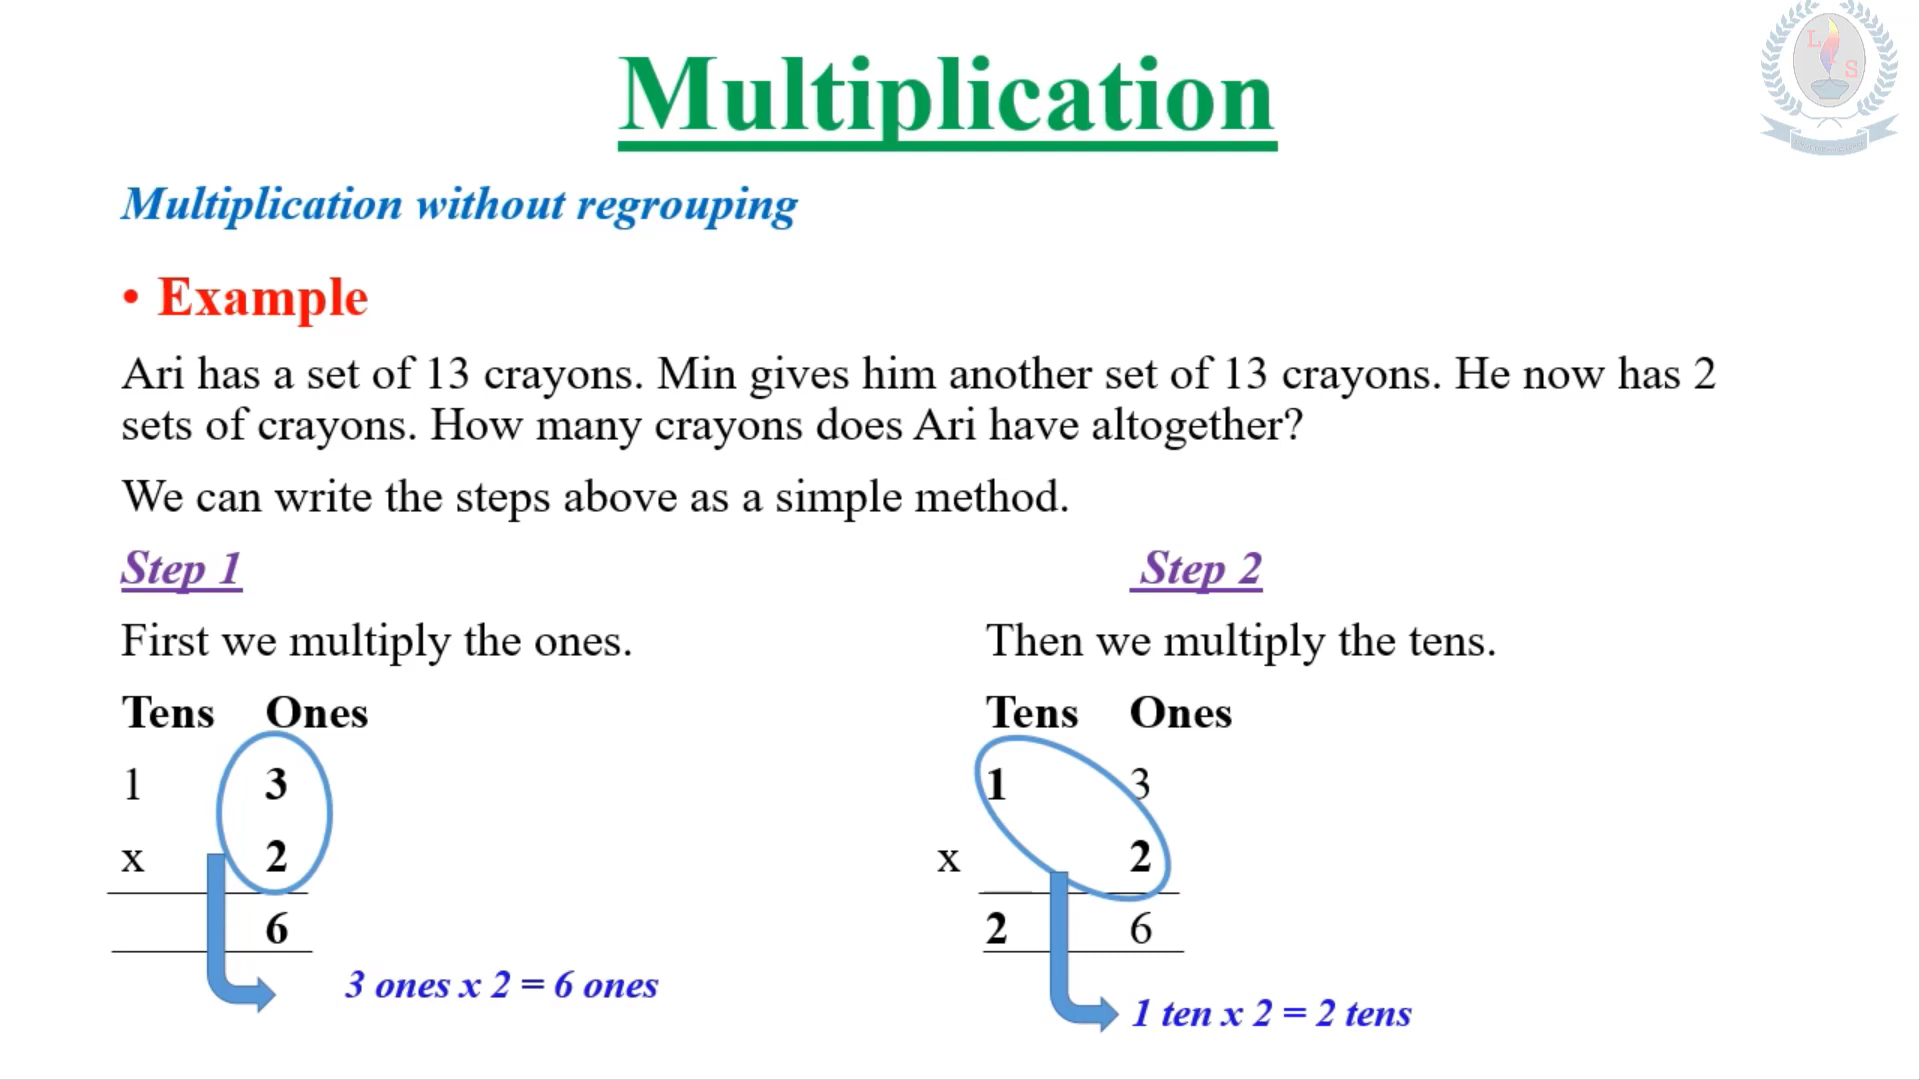 L
S
Multiplication
Multiplication without regrouping
• Example
Ari has a set of 13 crayons. Min gives him another set of 13 crayons. He now has 2
sets of crayons. How many crayons does Ari have altogether?
We can write the steps above as a simple method.
Step 1
First we multiply the ones.
Tens Ones
1 3
x 2
6
3 ones x 2 = 6 ones
Step 2
Then we multiply the tens.
Tens Ones
1 3
x 2
2 6
1 ten x 2 = 2 tens